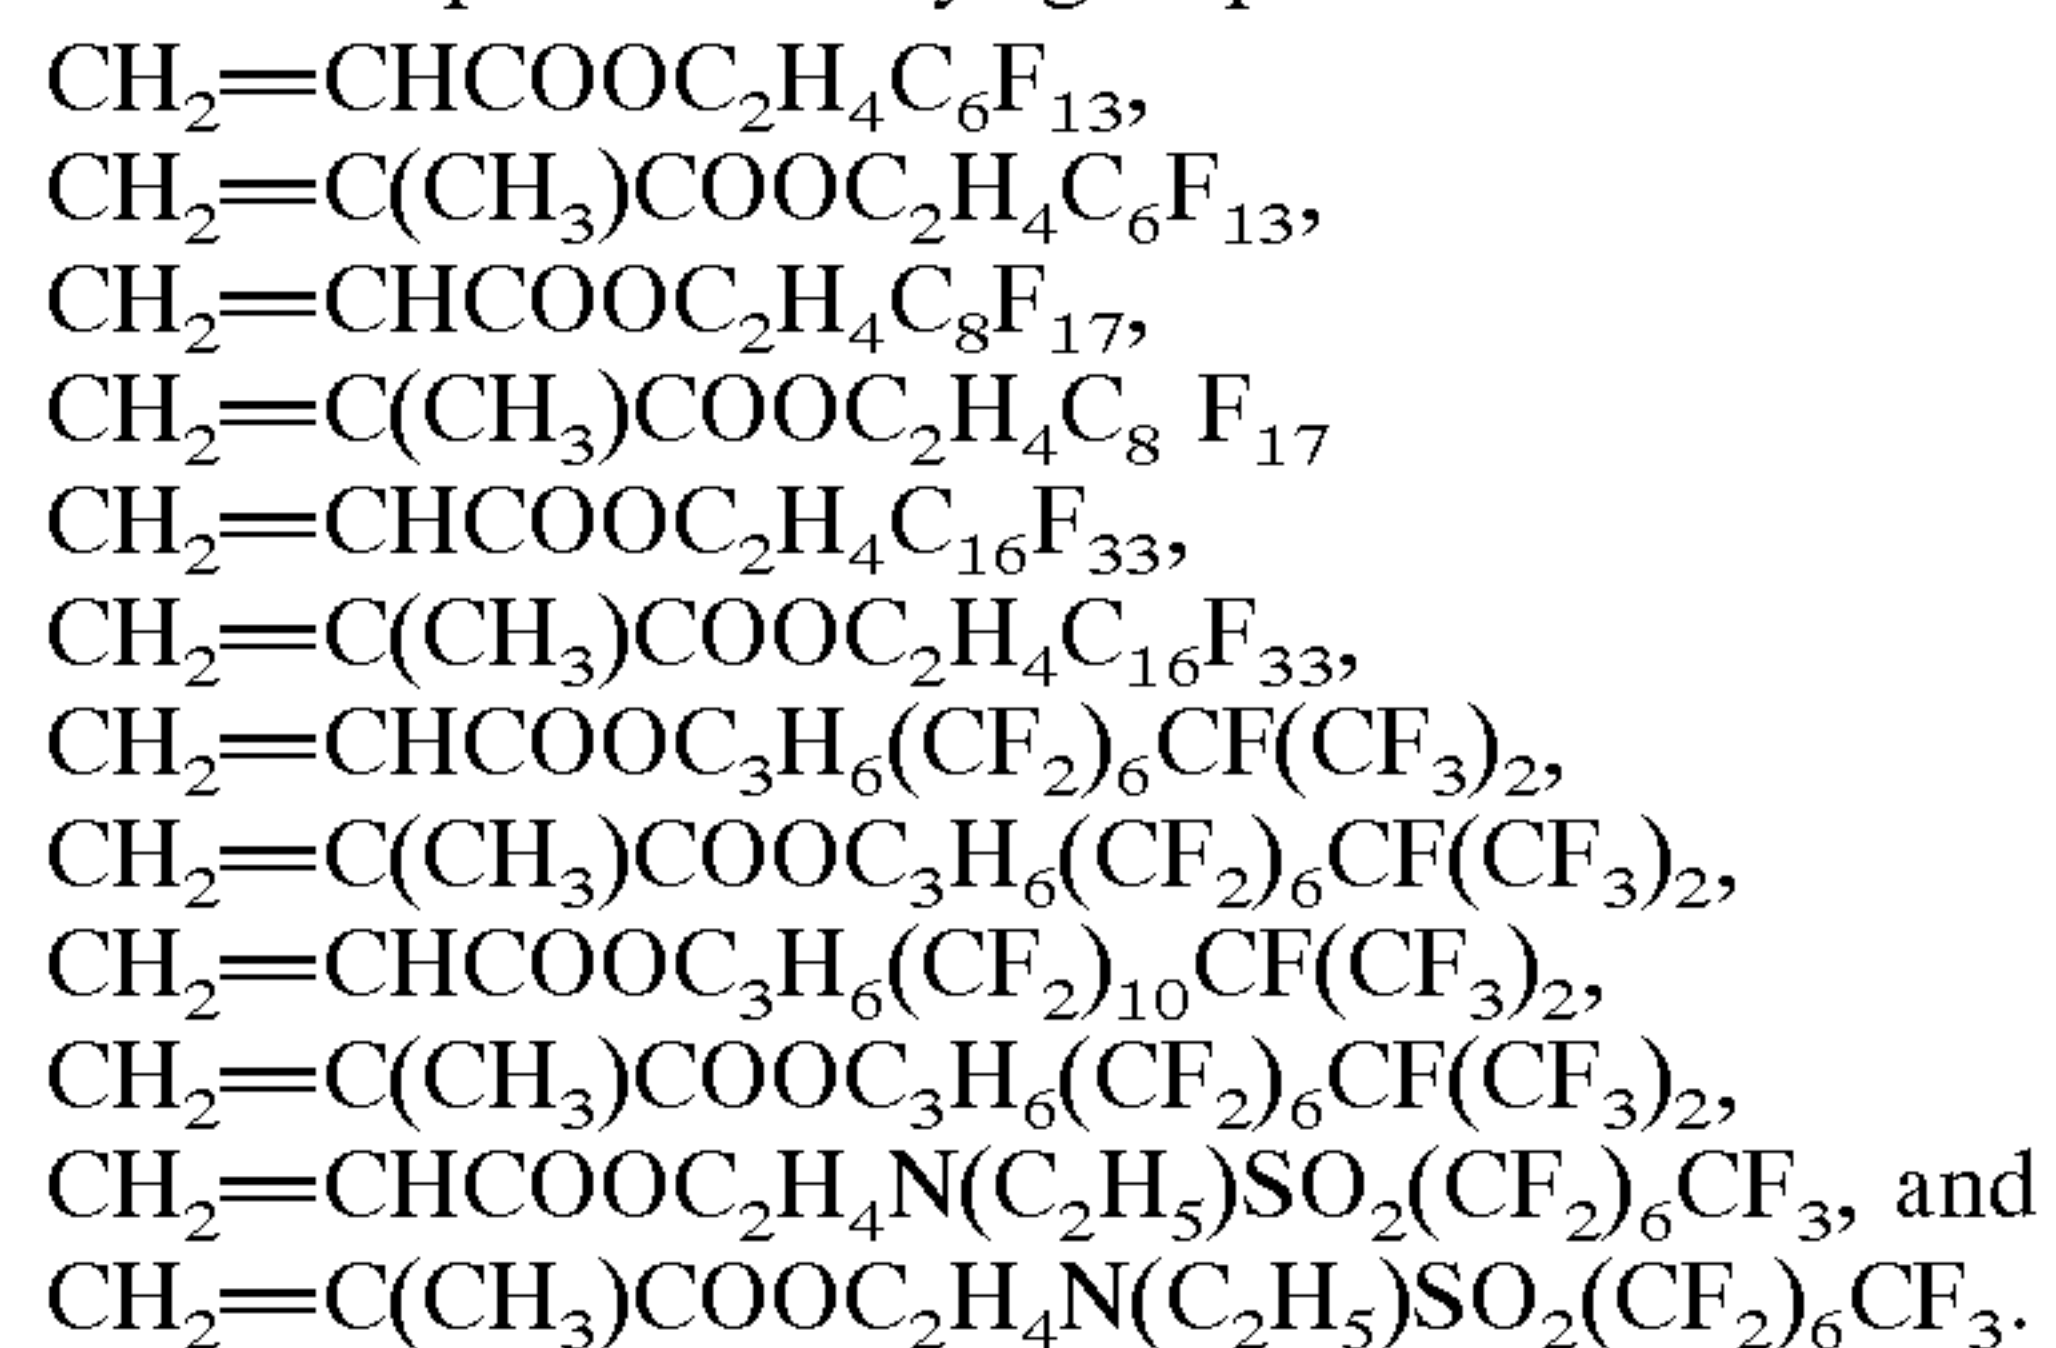 CH₂═CHCOOC₂H₄C₆F₁₃,
CH₂═C(CH₃)COOC₂H₄C₆F₁₃,
CH₂═CHCOOC₂H₄C₈F₁₇,
CH₂═C(CH₃)COOC₂H₄C₈ F₁₇
CH₂═CHCOOC₂H₄C₁₆F₃₃,
CH₂═C(CH₃)COOC₂H₄C₁₆F₃₃,
CH₂═CHCOOC₃H₆(CF₂)₆CF(CF₃)₂,
CH₂═C(CH₃)COOC₃H₆(CF₂)₆CF(CF₃)₂,
CH₂═CHCOOC₃H₆(CF₂)₁₀CF(CF₃)₂,
CH₂═C(CH₃)COOC₃H₆(CF₂)₆CF(CF₃)₂,
CH₂═CHCOOC₂H₄N(C₂H₅)SO₂(CF₂)₆CF₃, and
CH₂═C(CH₃)COOC₂H₄N(C₂H₅)SO₂(CF₂)₆CF₃.